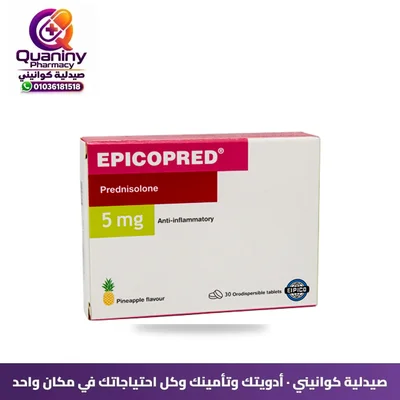 Quaniny
Pharmacy
صيدلية كوانيني
01036181518
EPICOPRED®
Prednisolone
5 mg
Anti-inflammatory
Pineapple flavour
30 Orodispersible tablets
EIPICO
صيدلية كوانيني · أدويتك وتأمينك وكل احتياجاتك في مكان واحد